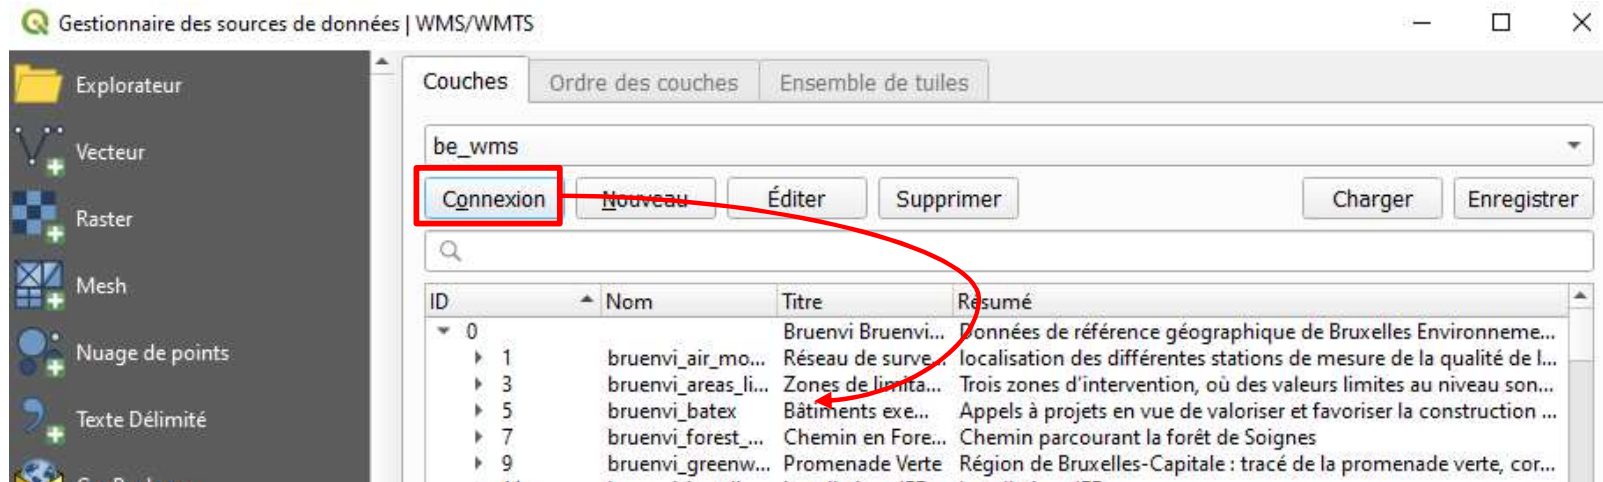 Gestionnaire des sources de données | WMS/WMTS
Explorateur
Vecteur
Raster
Mesh
Nuage de points
Texte Délimité
Couches Ordre des couches Ensemble de tuiles
be_wms
Connexion Nouveau Éditer Supprimer Charger Enregistrer
ID Nom Titre Résumé
0 Bruenvi Bruenvi... Données de référence géographique de Bruxelles Environneme...
1 bruenvi_air_mo... Réseau de surve... localisation des différentes stations de mesure de la qualité de l...
3 bruenvi_areas_li... Zones de limita... Trois zones d'intervention, où des valeurs limites au niveau son...
5 bruenvi_batex Bâtiments exe... Appels à projets en vue de valoriser et favoriser la construction ...
7 bruenvi_forest_... Chemin en Fore... Chemin parcourant la forêt de Soignes
9 bruenvi_greenw... Promenade Verte Région de Bruxelles-Capitale : tracé de la promenade verte, cor...